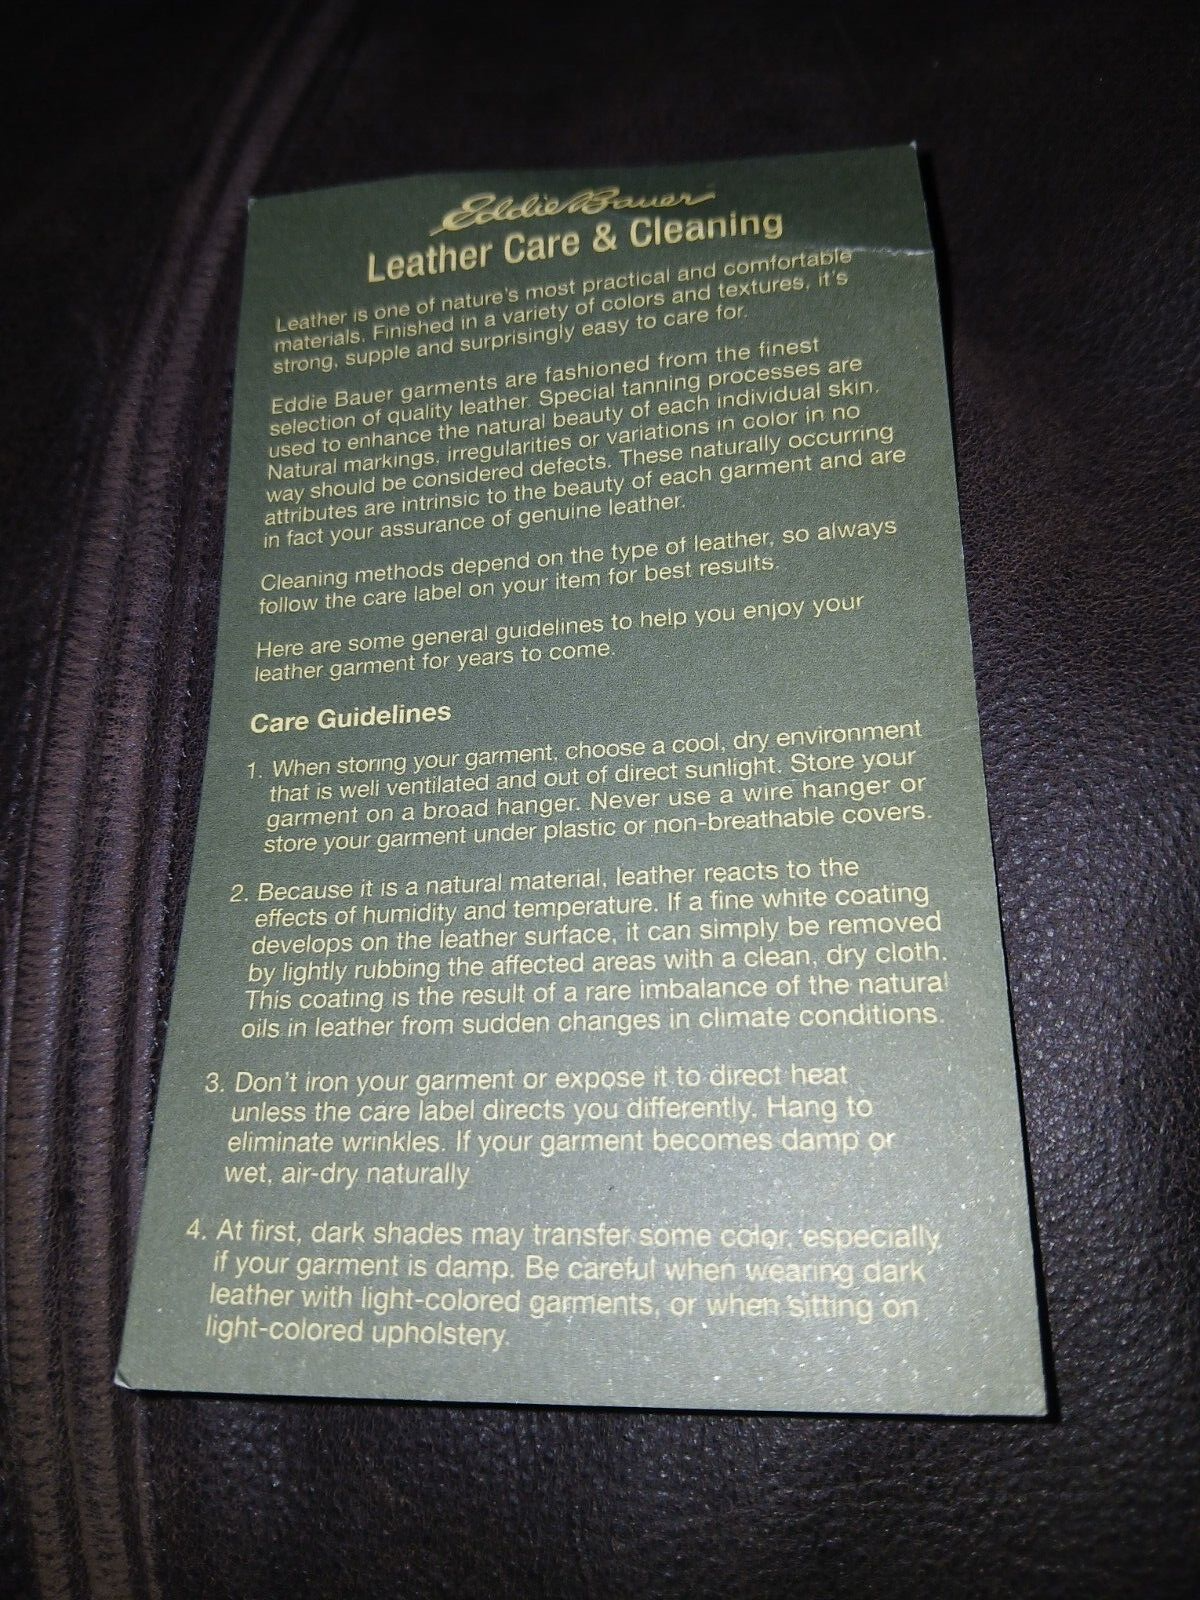 Eddie Bauer
Leather Care & Cleaning
Leather is one of nature's most practical and comfortable
materials. Finished in a variety of colors and textures, it's
strong, supple and surprisingly easy to care for.
Eddie Bauer garments are fashioned from the finest
selection of quality leather. Special tanning processes are
used to enhance the natural beauty of each individual skin.
Natural markings, irregularities or variations in color in no
way should be considered defects. These naturally occurring
attributes are intrinsic to the beauty of each garment and are
in fact your assurance of genuine leather.
Cleaning methods depend on the type of leather, so always
follow the care label on your item for best results.
Here are some general guidelines to help you enjoy your
leather garment for years to come.
Care Guidelines
1. When storing your garment, choose a cool, dry environment
that is well ventilated and out of direct sunlight. Store your
garment on a broad hanger. Never use a wire hanger or
store your garment under plastic or non-breathable covers.
2. Because it is a natural material, leather reacts to the
effects of humidity and temperature. If a fine white coating
develops on the leather surface, it can simply be removed
by lightly rubbing the affected areas with a clean, dry cloth.
This coating is the result of a rare imbalance of the natural
oils in leather from sudden changes in climate conditions.
3. Don't iron your garment or expose it to direct heat
unless the care label directs you differently. Hang to
eliminate wrinkles. If your garment becomes damp or
wet, air-dry naturally
4. At first, dark shades may transfer some color, especially
if your garment is damp. Be careful when wearing dark
leather with light-colored garments, or when sitting on
light-colored upholstery.